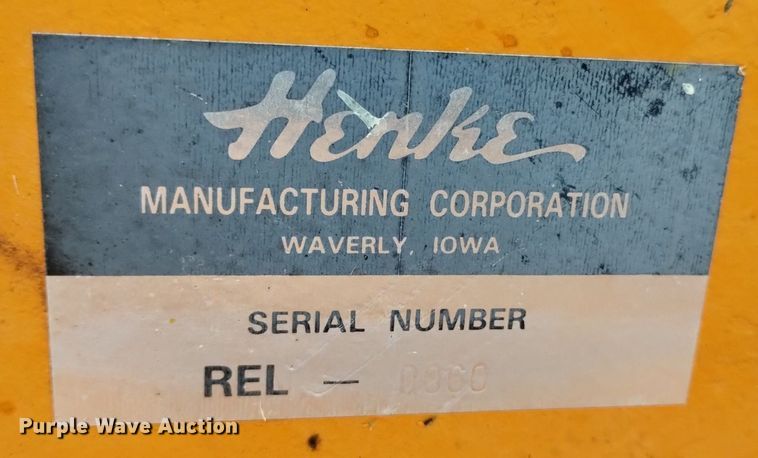 Henke
MANUFACTURING CORPORATION
WAVERLY, IOWA
SERIAL NUMBER
REL -
Purple Wave Auction